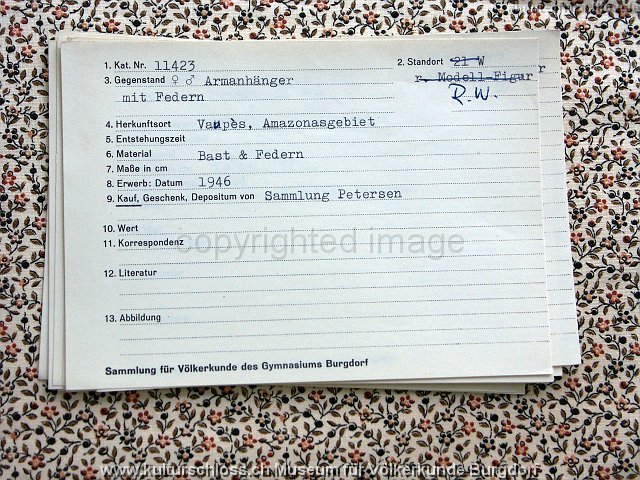 1. Kat. Nr. 11423 2. Standort 21 W
3. Gegenstand ♀ ♂ Armanhänger r. Modell-Figur
mit Federn R.W.
4. Herkunftsort Vaupès, Amazonasgebiet
5. Entstehungszeit
6. Material Bast & Federn
7. Maße in cm
8. Erwerb: Datum 1946
9. Kauf, Geschenk, Depositum von Sammlung Petersen
10. Wert
11. Korrespondenz
copyrighted image
12. Literatur
13. Abbildung
Sammlung für Völkerkunde des Gymnasiums Burgdorf
www.kulturschloss.ch Museum für Völkerkunde Burgdorf